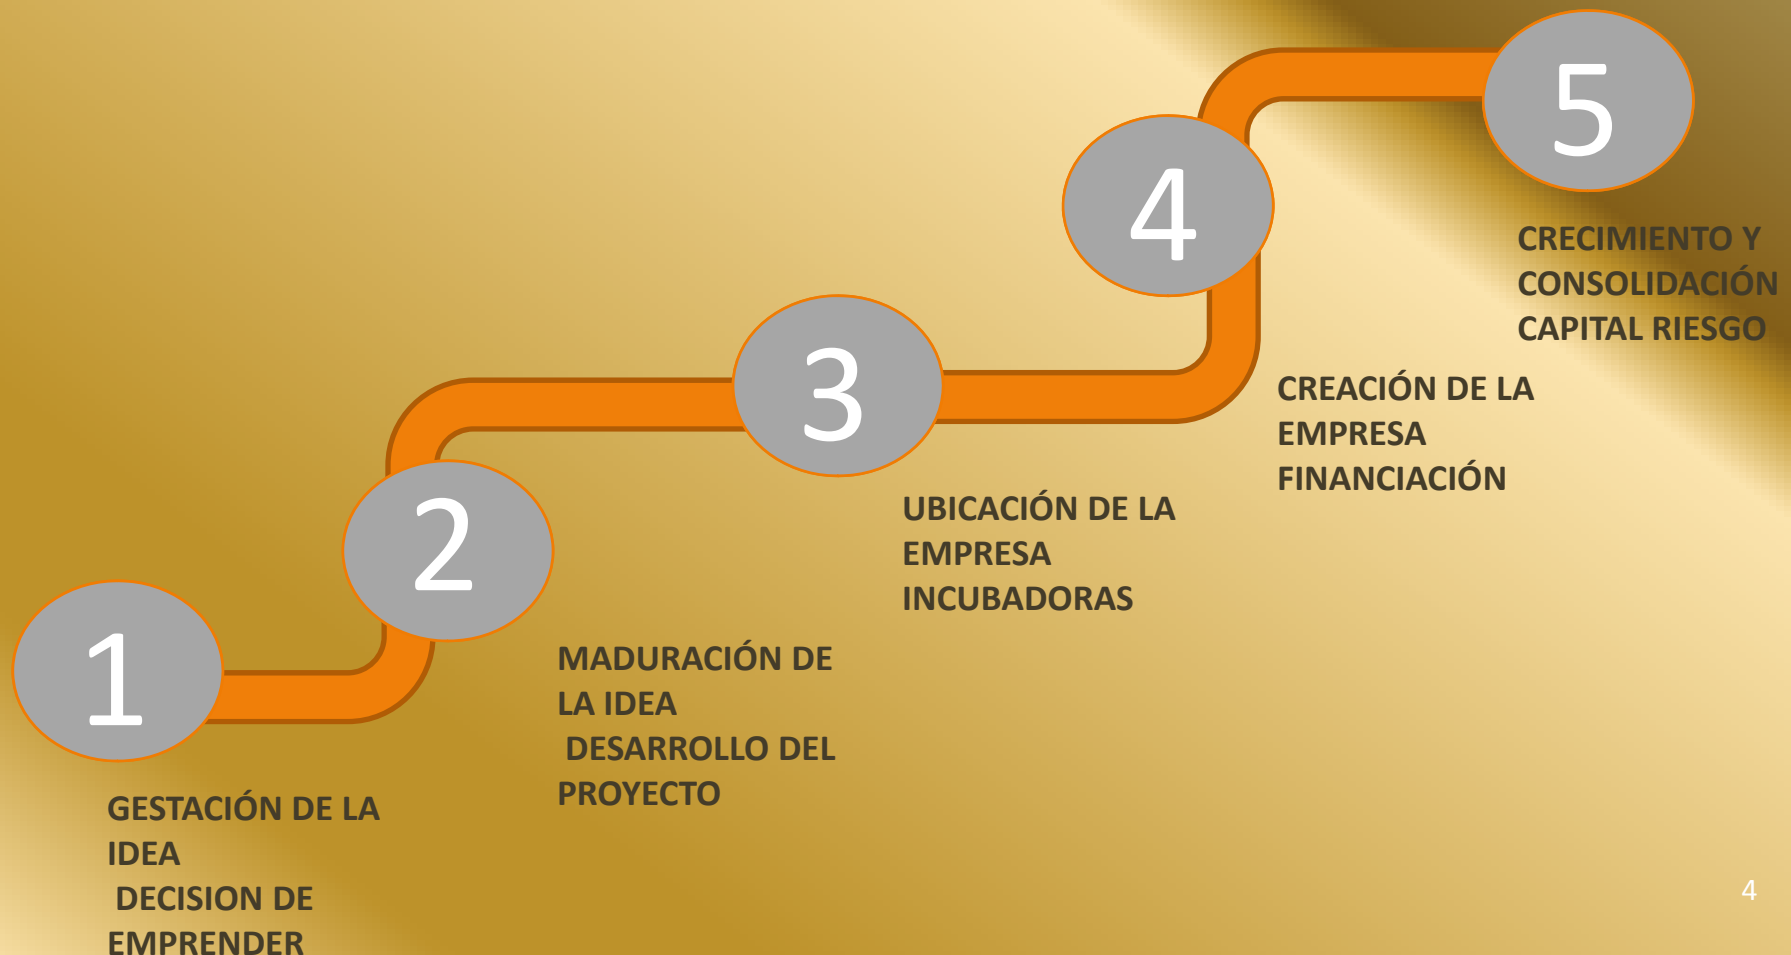 1
GESTACIÓN DE LA
IDEA
DECISION DE
EMPRENDER
2
MADURACIÓN DE
LA IDEA
DESARROLLO DEL
PROYECTO
3
UBICACIÓN DE LA
EMPRESA
INCUBADORAS
4
CREACIÓN DE LA
EMPRESA
FINANCIACIÓN
5
CRECIMIENTO Y
CONSOLIDACIÓN
CAPITAL RIESGO
4